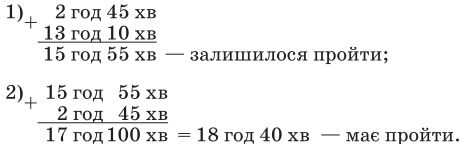 1) + 2 год 45 хв
13 год 10 хв
15 год 55 хв — залишилося пройти;
2) + 15 год 55 хв
2 год 45 хв
17 год 100 хв = 18 год 40 хв — має пройти.